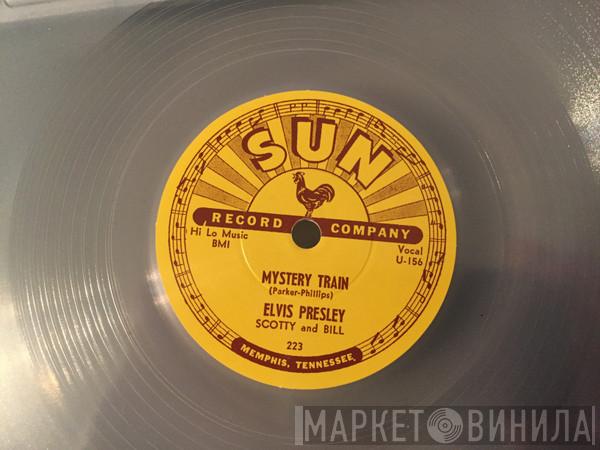 SUN
RECORD COMPANY
Hi Lo Music
BMI
Vocal
U-156
MYSTERY TRAIN
(Parker-Phillips)
ELVIS PRESLEY
SCOTTY and BILL
223
MEMPHIS, TENNESSEE
МАРКЕТ ВИНИЛА